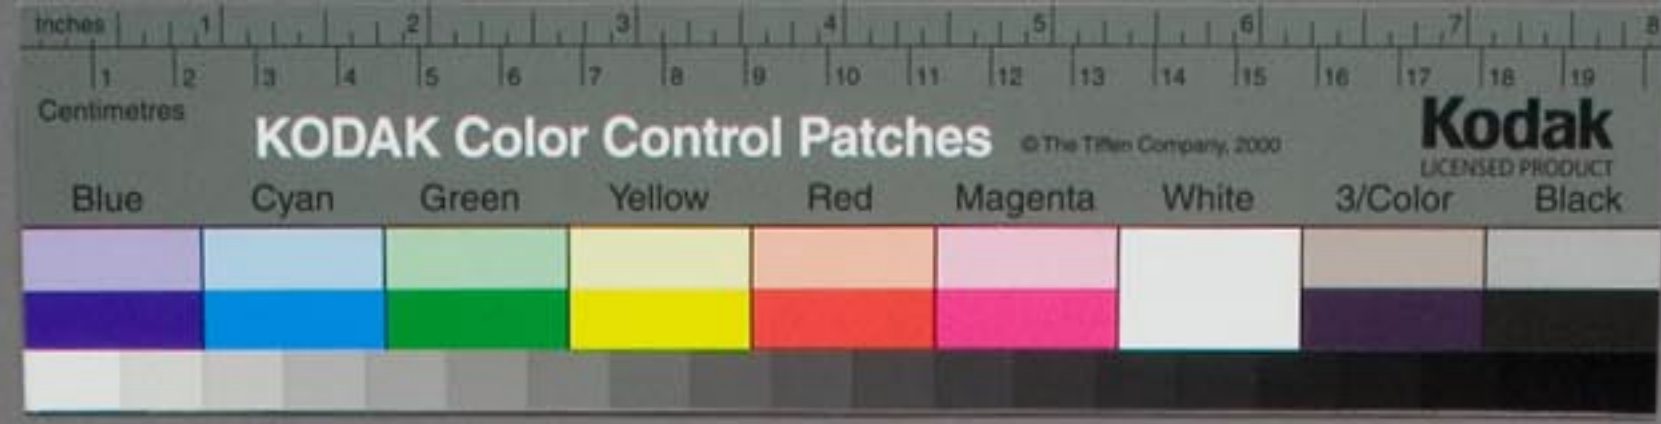 Inches 1 2 3 4 5 6 7 8
1 2 3 4 5 6 7 8 9 10 11 12 13 14 15 16 17 18 19
Centimetres
KODAK Color Control Patches © The Tiffen Company, 2000 Kodak
LICENSED PRODUCT
Blue Cyan Green Yellow Red Magenta White 3/Color Black